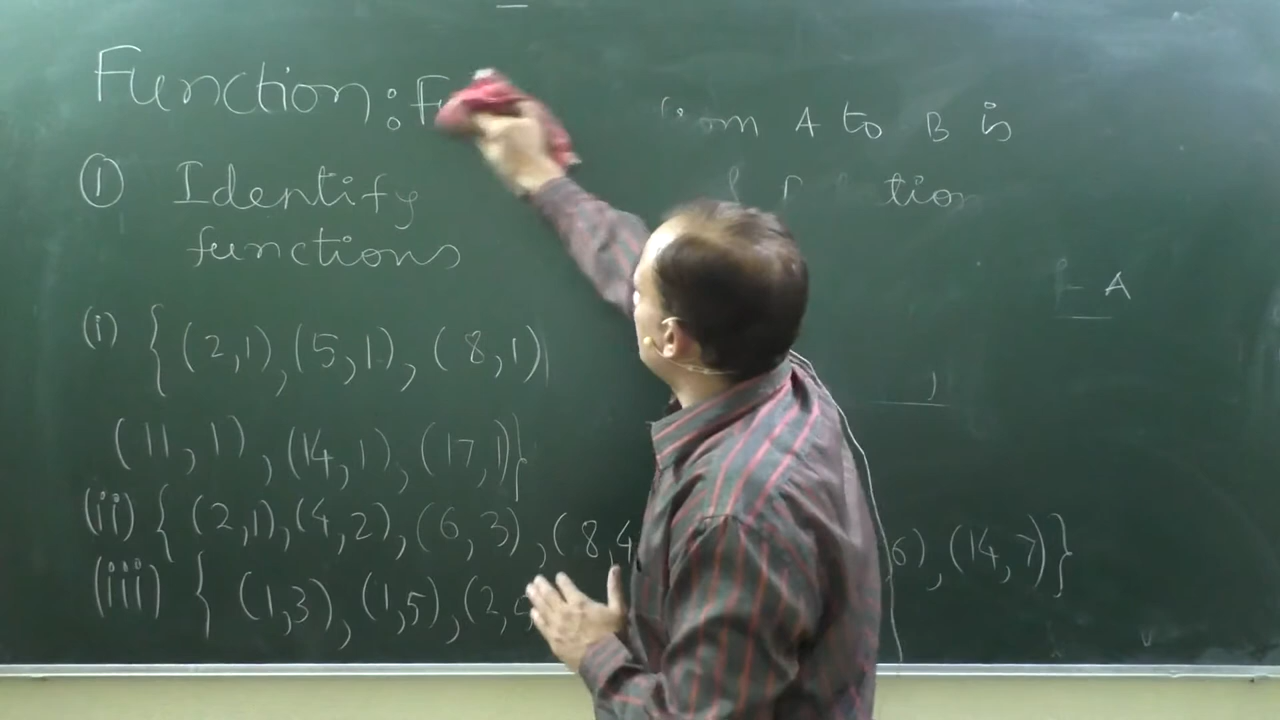 Function: from A to B is
① Identify
functions
A
(i) { (2,1), (5,1), (8,1)
(11,1), (14,1), (17,1)}
(ii) { (2,1), (4,2), (6,3), (8,4 6), (14,7)}
(iii) { (1,3), (1,5), (2,